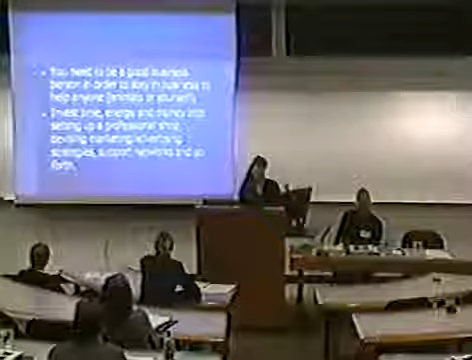 You need to be a good business
person in order to stay in business to
help anyone (animals or yourself)
Invest time, energy and money into
setting up a professional shop,
devising marketing/advertising
strategies, support networks and so
forth.